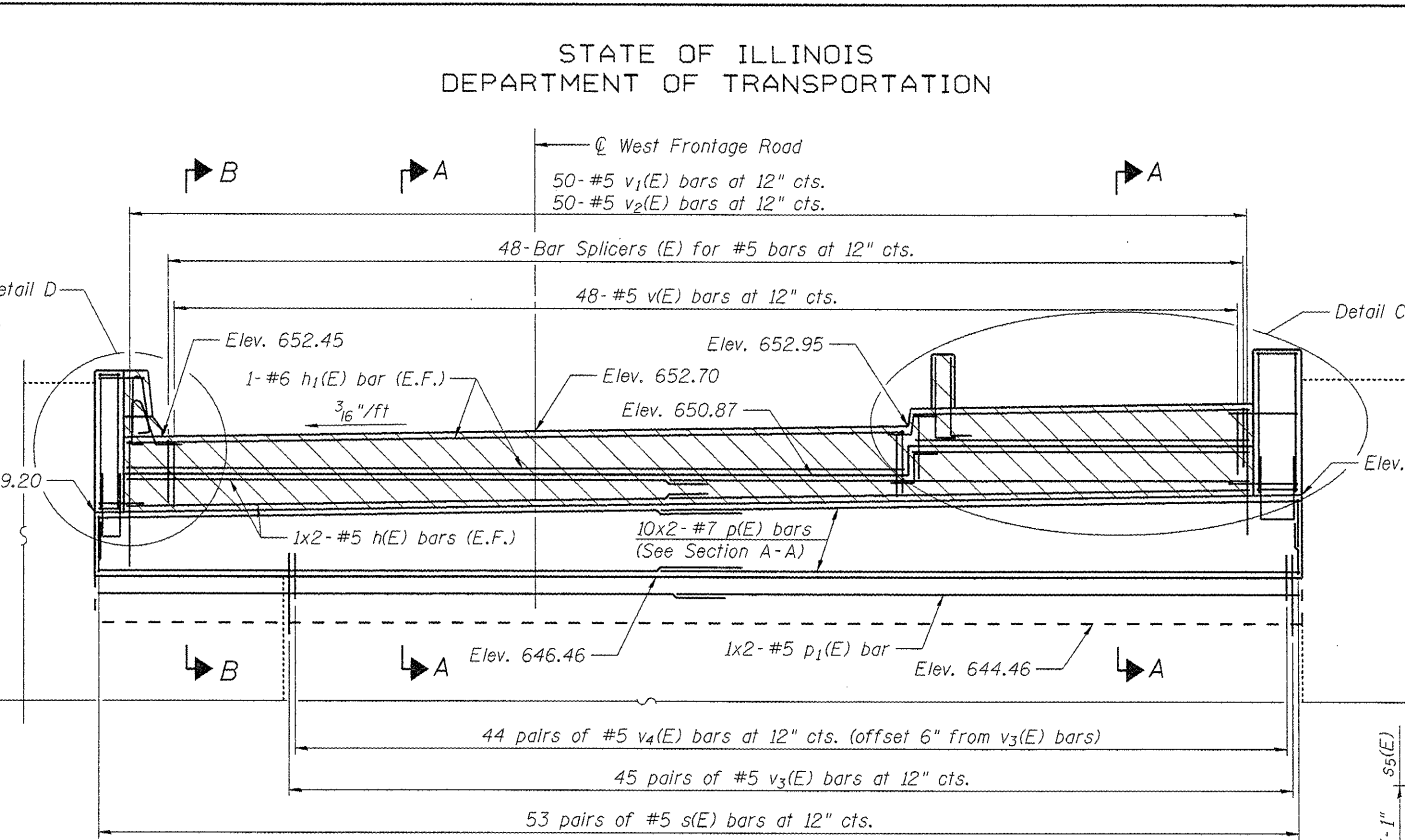 STATE OF ILLINOIS
DEPARTMENT OF TRANSPORTATION
℄ West Frontage Road
B
A
A
50-#5 v₁(E) bars at 12" cts.
50-#5 v₂(E) bars at 12" cts.
48-Bar Splicers (E) for #5 bars at 12" cts.
etail D
48-#5 v(E) bars at 12" cts.
Detail C
Elev. 652.45
Elev. 652.95
1-#6 h₁(E) bar (E.F.)
Elev. 652.70
3/16"/ft
Elev. 650.87
9.20
Elev.
10x2-#7 p(E) bars
(See Section A-A)
1x2-#5 h(E) bars (E.F.)
B
A
Elev. 646.46
1x2-#5 p₁(E) bar
Elev. 644.46
A
44 pairs of #5 v₄(E) bars at 12" cts. (offset 6" from v₃(E) bars)
45 pairs of #5 v₃(E) bars at 12" cts.
53 pairs of #5 s(E) bars at 12" cts.
s₅(E)
-1"